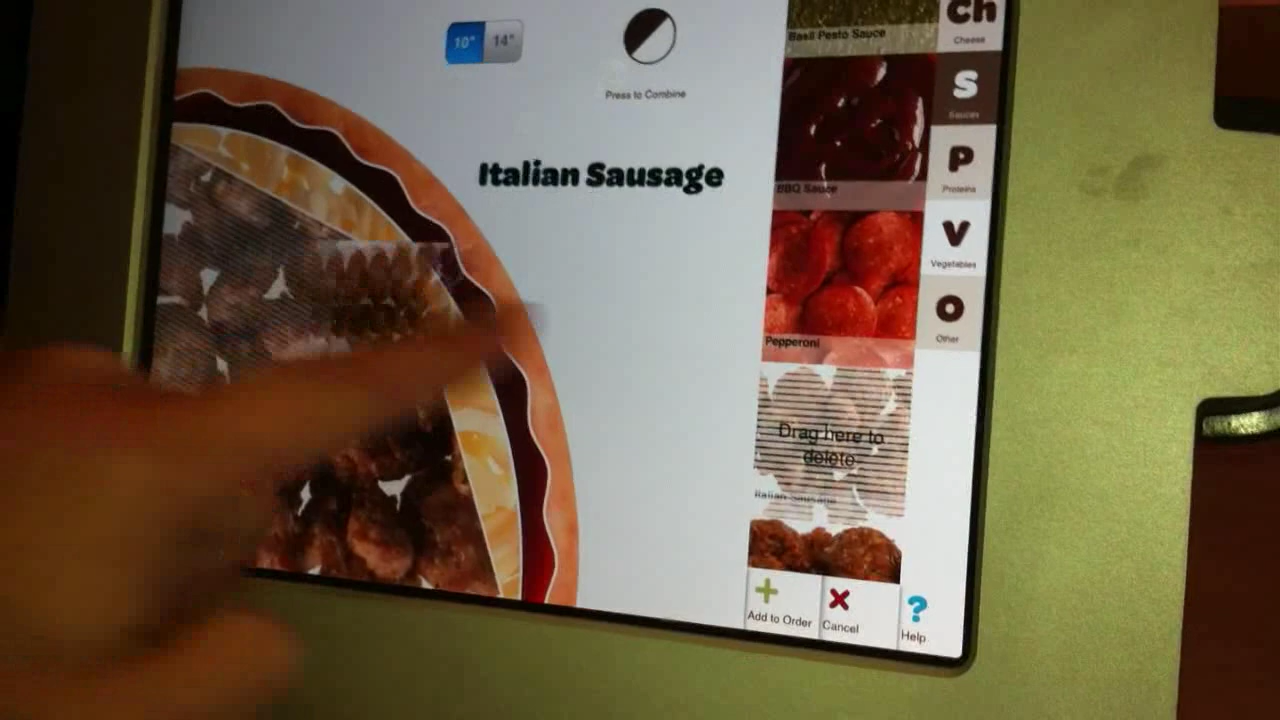 10"
14"
Press to Combine
Italian Sausage
Basil Pesto Sauce
BBQ Sauce
Pepperoni
Drag here to
delete
Italian Sausage
Ch
Cheese
S
Sauces
P
Proteins
V
Vegetables
O
Other
+
Add to Order
x
Cancel
?
Help